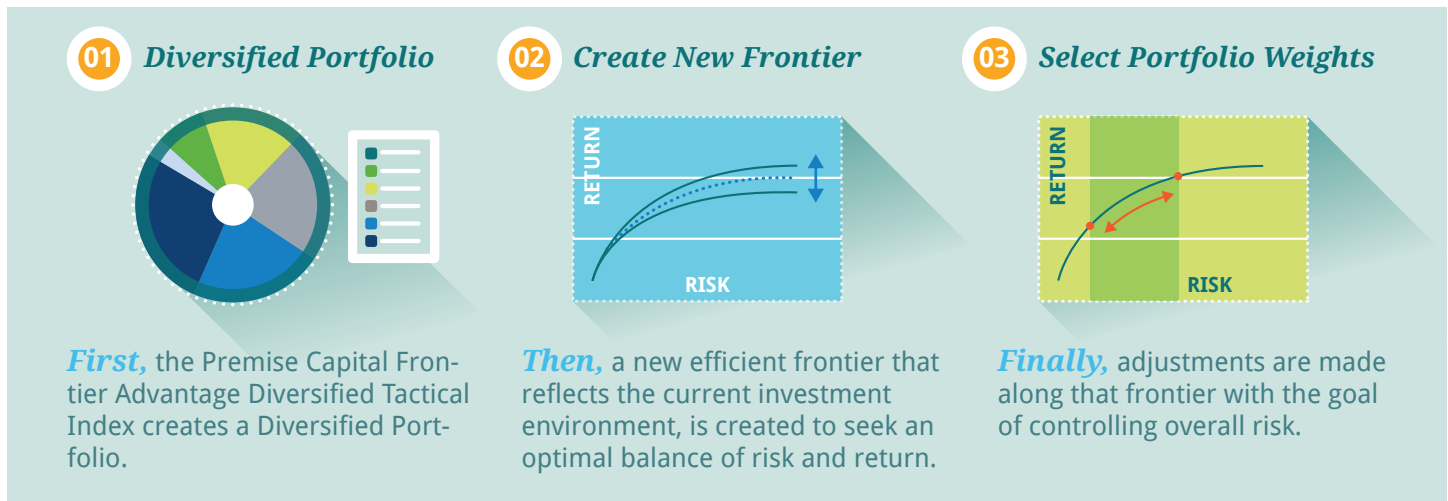 01 Diversified Portfolio
First, the Premise Capital Fron-
tier Advantage Diversified Tactical
Index creates a Diversified Port-
folio.
02 Create New Frontier
RETURN
RISK
Then, a new efficient frontier that
reflects the current investment
environment, is created to seek an
optimal balance of risk and return.
03 Select Portfolio Weights
RETURN
RISK
Finally, adjustments are made
along that frontier with the goal
of controlling overall risk.